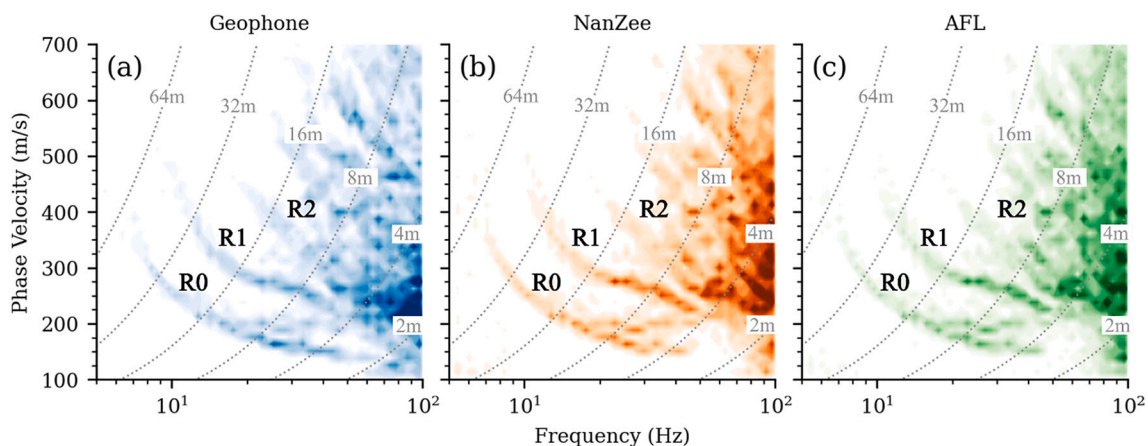 Geophone NanZee AFL
Phase Velocity (m/s)
700
600
500
400
300
200
100
(a)
64m
32m
16m
8m
4m
2m
R0
R1
R2
10¹
10²
(b)
64m
32m
16m
8m
4m
2m
R0
R1
R2
10¹
10²
(c)
64m
32m
16m
8m
4m
2m
R0
R1
R2
10¹
10²
Frequency (Hz)